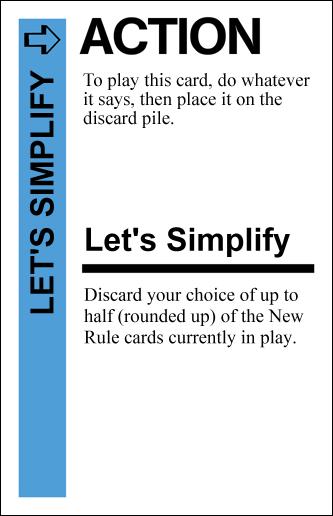 ACTION
To play this card, do whatever
it says, then place it on the
discard pile.
LET'S SIMPLIFY
Let's Simplify
Discard your choice of up to
half (rounded up) of the New
Rule cards currently in play.